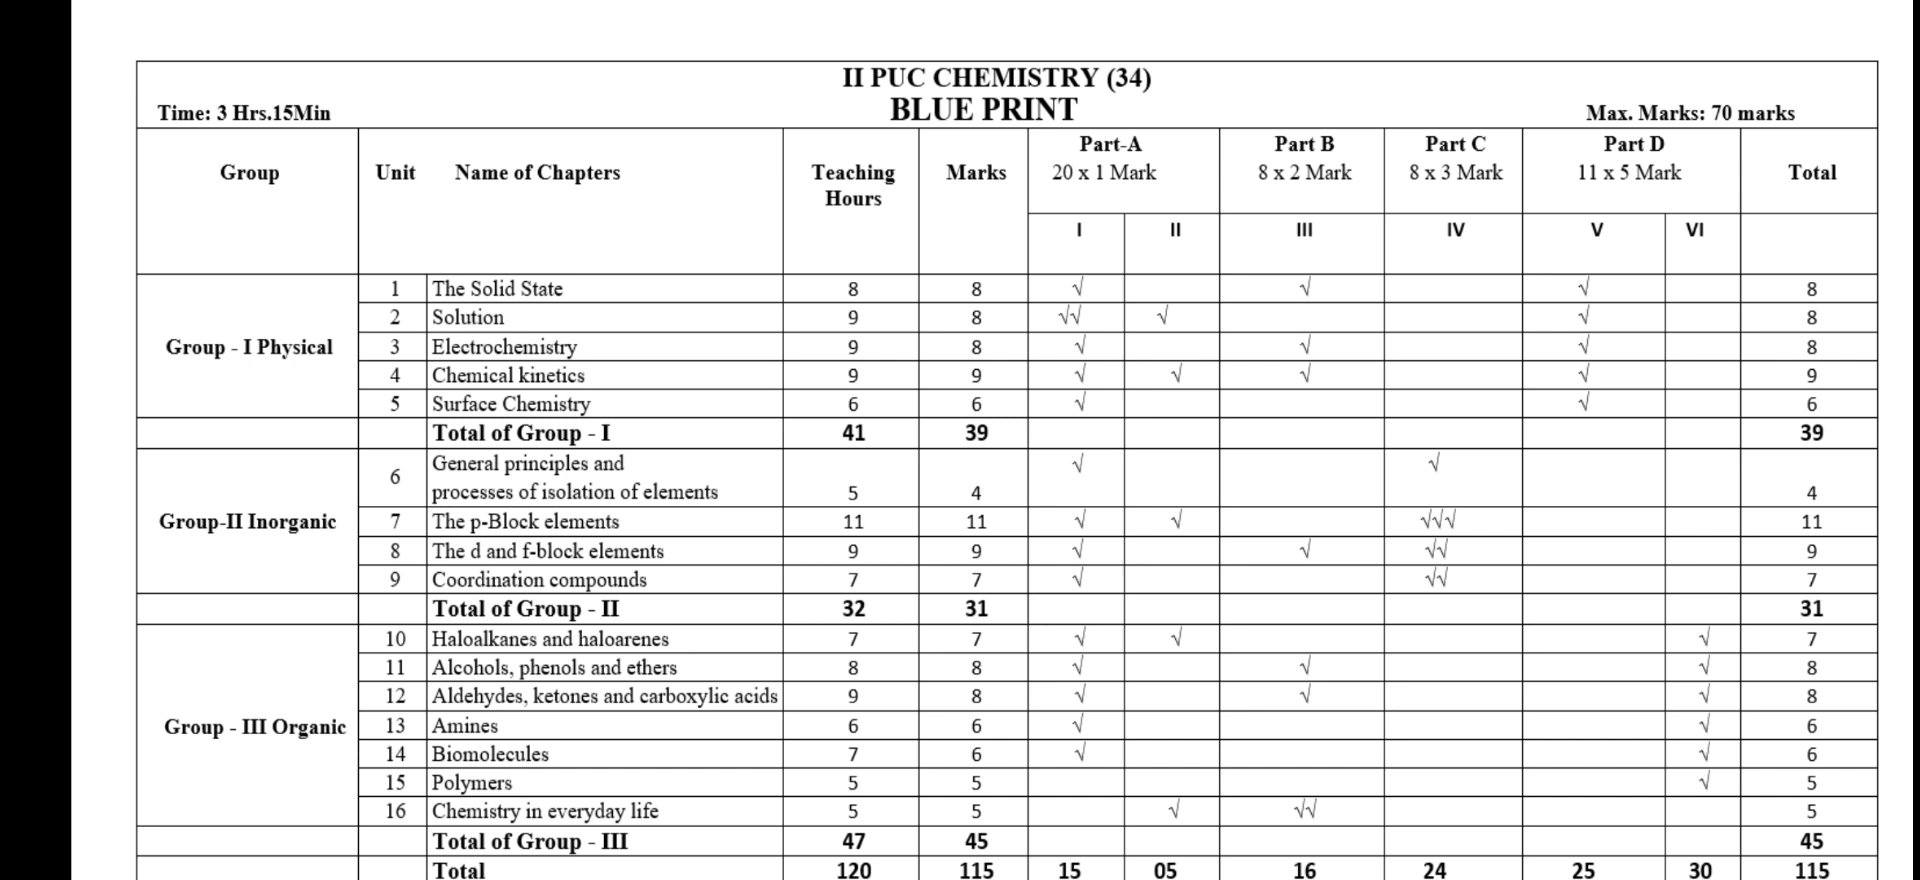 II PUC CHEMISTRY (34)
Time: 3 Hrs.15Min BLUE PRINT Max. Marks: 70 marks
Group Unit Name of Chapters Teaching Hours Marks Part-A 20 x 1 Mark Part B 8 x 2 Mark Part C 8 x 3 Mark Part D 11 x 5 Mark Total
I II III IV V VI
Group - I Physical
1 The Solid State 8 8 √ √ √ 8
2 Solution 9 8 √√ √ √ 8
3 Electrochemistry 9 8 √ √ √ 8
4 Chemical kinetics 9 9 √ √ √ √ 9
5 Surface Chemistry 6 6 √ √ 6
Total of Group - I 41 39 39
Group-II Inorganic
6 General principles and processes of isolation of elements 5 4 √ √ 4
7 The p-Block elements 11 11 √ √ √√√ 11
8 The d and f-block elements 9 9 √ √ √√ 9
9 Coordination compounds 7 7 √ √√ 7
Total of Group - II 32 31 31
Group - III Organic
10 Haloalkanes and haloarenes 7 7 √ √ √ 7
11 Alcohols, phenols and ethers 8 8 √ √ √ 8
12 Aldehydes, ketones and carboxylic acids 9 8 √ √ √ 8
13 Amines 6 6 √ √ 6
14 Biomolecules 7 6 √ √ 6
15 Polymers 5 5 √ 5
16 Chemistry in everyday life 5 5 √ √√ 5
Total of Group - III 47 45 45
Total 120 115 15 05 16 24 25 30 115